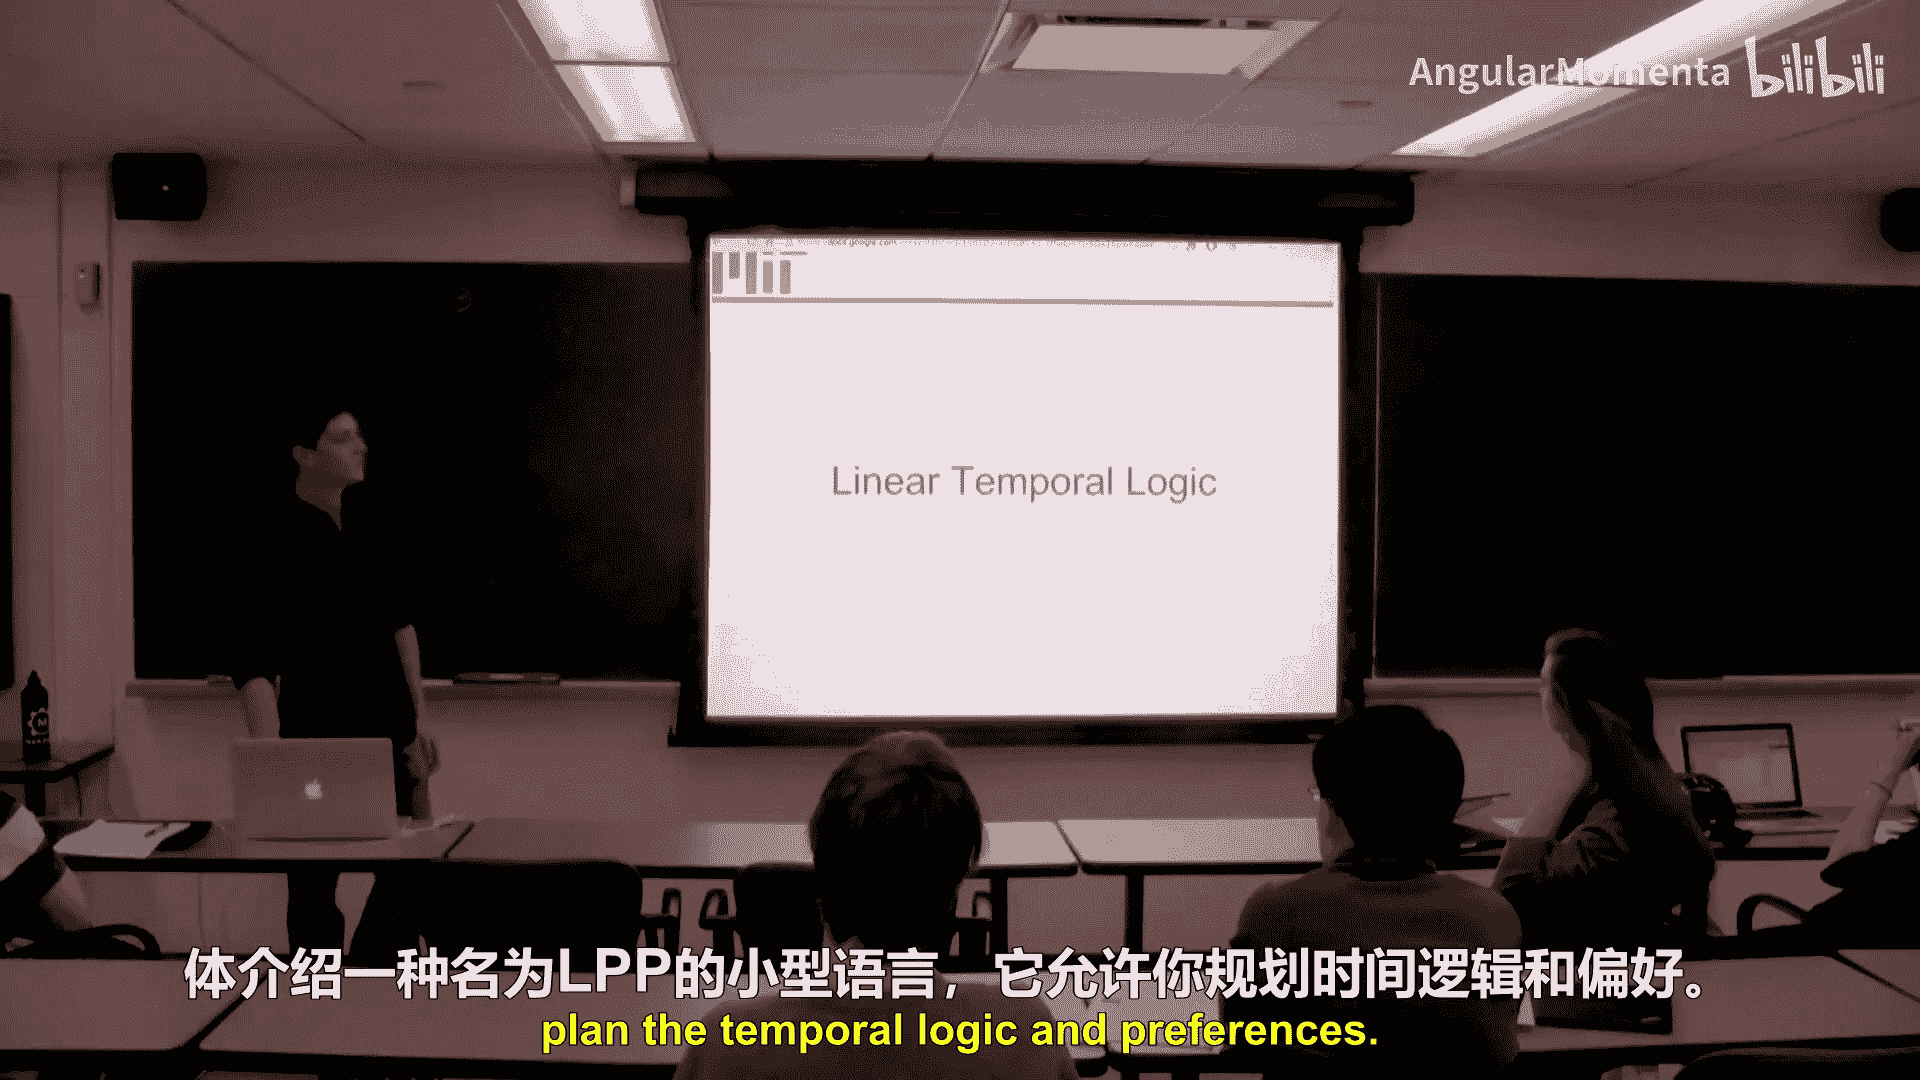 AngularMomenta bilibili
MIT
Linear Temporal Logic
体介绍一种名为LPP的小型语言，它允许你规划时间逻辑和偏好。
plan the temporal logic and preferences.